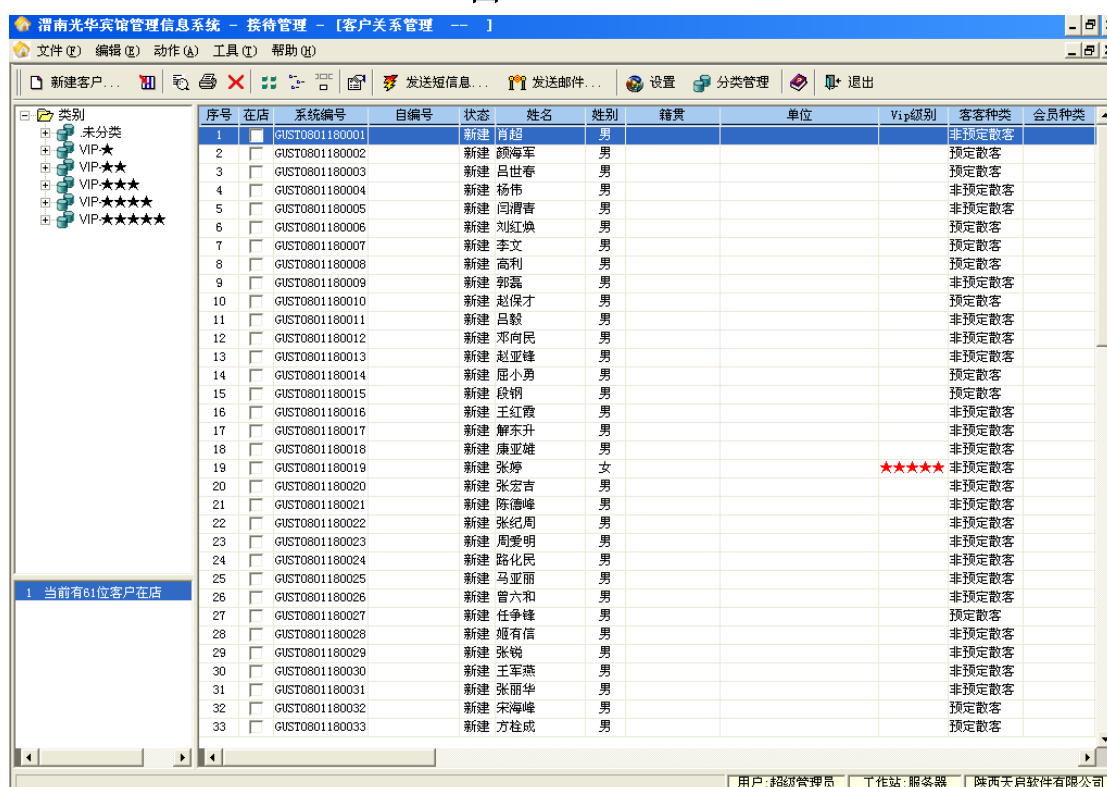 渭南光华宾馆管理信息系统 - 接待管理 - [客户关系管理 -- ]
文件(F) 编辑(E) 动作(A) 工具(T) 帮助(H)
新建客户... 发送短信息... 发送邮件... 设置 分类管理 退出
类别
.未分类
VIP-★
VIP-★★
VIP-★★★
VIP-★★★★
VIP-★★★★★
1 当前有61位客户在店
序号 在店 系统编号 自编号 状态 姓名 姓别 籍贯 单位 Vip级别 客客种类 会员种类
1 GUST0801180001 新建 肖超 男 非预定散客
2 GUST0801180002 新建 颜海军 男 预定散客
3 GUST0801180003 新建 吕世春 男 预定散客
4 GUST0801180004 新建 杨伟 男 非预定散客
5 GUST0801180005 新建 闫渭青 男 非预定散客
6 GUST0801180006 新建 刘红焕 男 预定散客
7 GUST0801180007 新建 李文 男 预定散客
8 GUST0801180008 新建 高利 男 预定散客
9 GUST0801180009 新建 郭磊 男 非预定散客
10 GUST0801180010 新建 赵保才 男 预定散客
11 GUST0801180011 新建 吕毅 男 非预定散客
12 GUST0801180012 新建 邓向民 男 非预定散客
13 GUST0801180013 新建 赵亚锋 男 非预定散客
14 GUST0801180014 新建 屈小勇 男 预定散客
15 GUST0801180015 新建 段钢 男 预定散客
16 GUST0801180016 新建 王红霞 男 非预定散客
17 GUST0801180017 新建 解东升 男 非预定散客
18 GUST0801180018 新建 康亚雄 男 非预定散客
19 GUST0801180019 新建 张婷 女 ★★★★★ 非预定散客
20 GUST0801180020 新建 张宏吉 男 非预定散客
21 GUST0801180021 新建 陈德峰 男 非预定散客
22 GUST0801180022 新建 张纪周 男 非预定散客
23 GUST0801180023 新建 周爱明 男 非预定散客
24 GUST0801180024 新建 路化民 男 非预定散客
25 GUST0801180025 新建 马亚丽 男 非预定散客
26 GUST0801180026 新建 曾六和 男 非预定散客
27 GUST0801180027 新建 任争锋 男 预定散客
28 GUST0801180028 新建 姬有信 男 非预定散客
29 GUST0801180029 新建 张锐 男 非预定散客
30 GUST0801180030 新建 王军燕 男 非预定散客
31 GUST0801180031 新建 张丽华 男 非预定散客
32 GUST0801180032 新建 宋海峰 男 预定散客
33 GUST0801180033 新建 方栓成 男 预定散客
用户:超级管理员 工作站:服务器 陕西天启软件有限公司